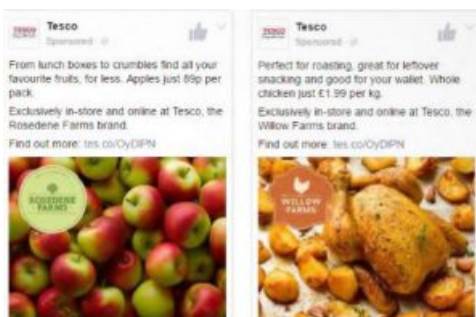 TESCO
Tesco
Sponsored
From lunch boxes to crumbles find all your
favourite fruits, for less. Apples just 89p per
pack.
Exclusively in-store and online at Tesco, the
Rosedene Farms brand.
Find out more: tes.co/OyDIPN
ROSEDENE
FARMS
TESCO
Tesco
Sponsored
Perfect for roasting, great for leftover
snacking and good for your wallet. Whole
chicken just £1.99 per kg.
Exclusively in-store and online at Tesco, the
Willow Farms brand.
Find out more: tes.co/OyDIPN
WILLOW
FARMS